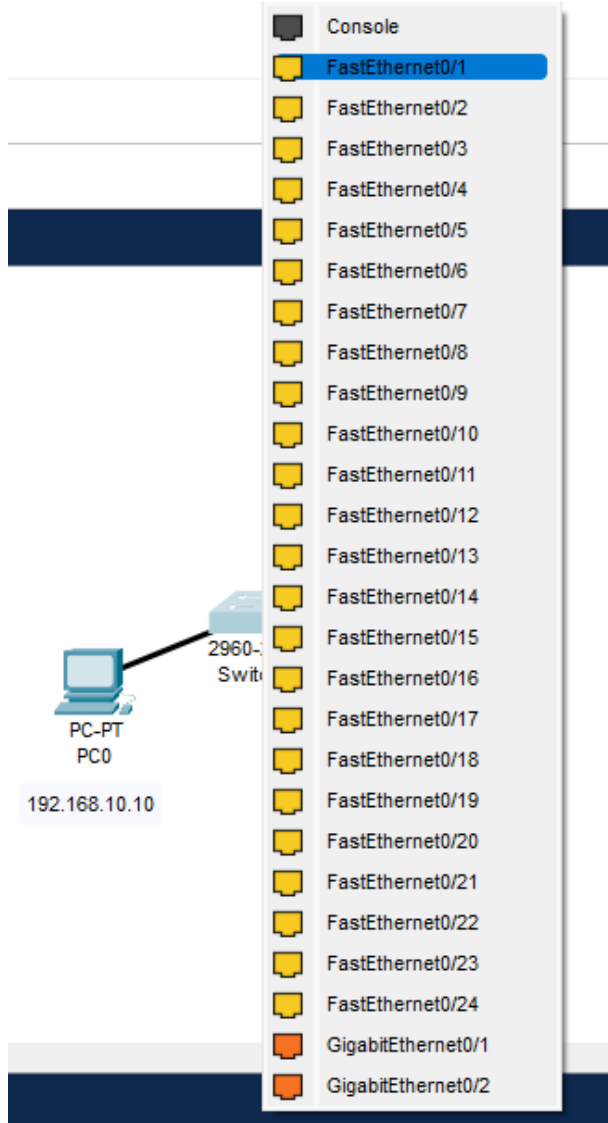 Console
FastEthernet0/1
FastEthernet0/2
FastEthernet0/3
FastEthernet0/4
FastEthernet0/5
FastEthernet0/6
FastEthernet0/7
FastEthernet0/8
FastEthernet0/9
FastEthernet0/10
FastEthernet0/11
FastEthernet0/12
FastEthernet0/13
FastEthernet0/14
FastEthernet0/15
FastEthernet0/16
FastEthernet0/17
FastEthernet0/18
FastEthernet0/19
FastEthernet0/20
FastEthernet0/21
FastEthernet0/22
FastEthernet0/23
FastEthernet0/24
GigabitEthernet0/1
GigabitEthernet0/2
2960-
Swit
PC-PT
PC0
192.168.10.10